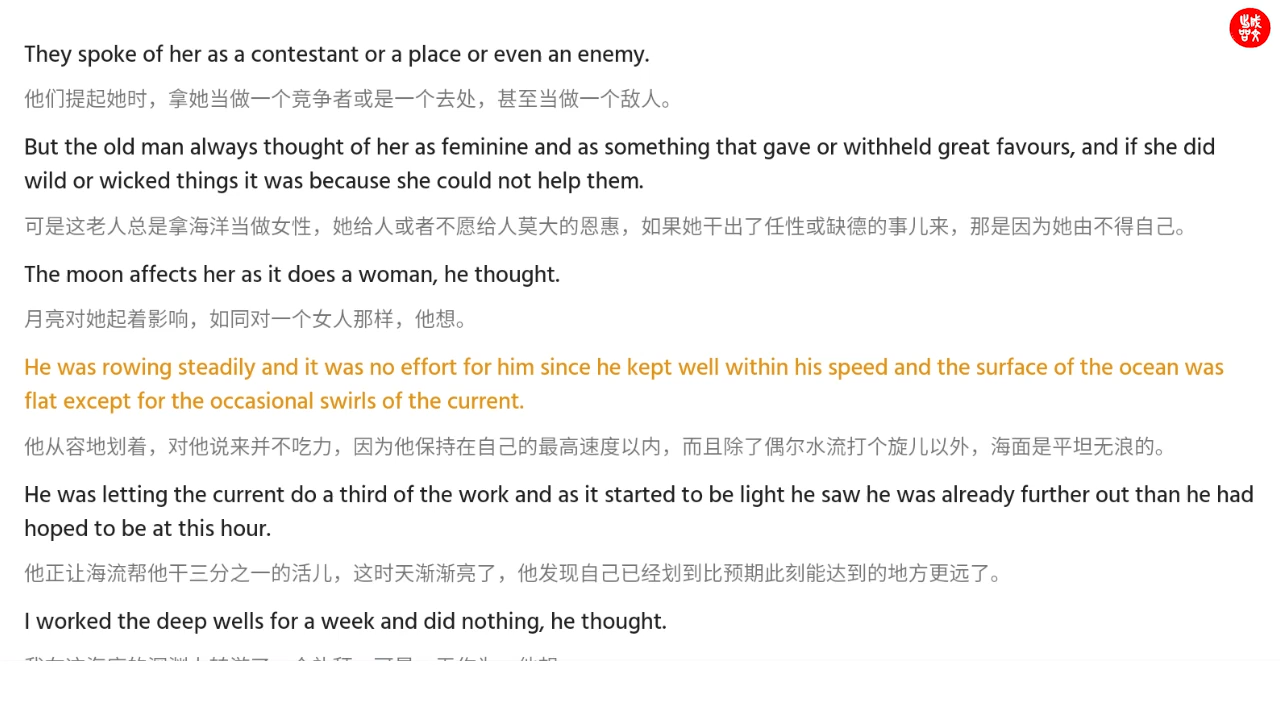 They spoke of her as a contestant or a place or even an enemy.
他们提起她时，拿她当做一个竞争者或是一个去处，甚至当做一个敌人。
But the old man always thought of her as feminine and as something that gave or withheld great favours, and if she did
wild or wicked things it was because she could not help them.
可是这老人总是拿海洋当做女性，她给人或者不愿给人莫大的恩惠，如果她干出了任性或缺德的事儿来，那是因为她由不得自己。
The moon affects her as it does a woman, he thought.
月亮对她起着影响，如同对一个女人那样，他想。
He was rowing steadily and it was no effort for him since he kept well within his speed and the surface of the ocean was
flat except for the occasional swirls of the current.
他从容地划着，对他说来并不吃力，因为他保持在自己的最高速度以内，而且除了偶尔水流打个旋儿以外，海面是平坦无浪的。
He was letting the current do a third of the work and as it started to be light he saw he was already further out than he had
hoped to be at this hour.
他正让海流帮他干三分之一的活儿，这时天渐渐亮了，他发现自己已经划到比预期此刻能达到的地方更远了。
I worked the deep wells for a week and did nothing, he thought.